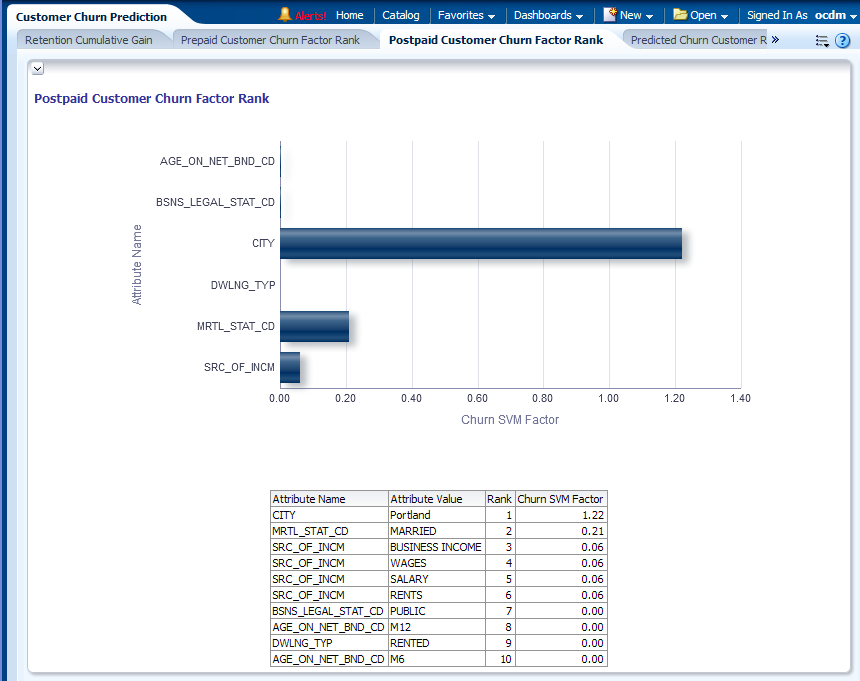 Customer Churn Prediction Alerts! Home Catalog Favorites Dashboards New Open Signed In As ocdm
Retention Cumulative Gain Prepaid Customer Churn Factor Rank Postpaid Customer Churn Factor Rank Predicted Churn Customer R » ?
Postpaid Customer Churn Factor Rank
Attribute Name
AGE_ON_NET_BND_CD
BSNS_LEGAL_STAT_CD
CITY
DWLNG_TYP
MRTL_STAT_CD
SRC_OF_INCM
0.00 0.20 0.40 0.60 0.80 1.00 1.20 1.40
Churn SVM Factor
Attribute Name Attribute Value Rank Churn SVM Factor
CITY Portland 1 1.22
MRTL_STAT_CD MARRIED 2 0.21
SRC_OF_INCM BUSINESS INCOME 3 0.06
SRC_OF_INCM WAGES 4 0.06
SRC_OF_INCM SALARY 5 0.06
SRC_OF_INCM RENTS 6 0.06
BSNS_LEGAL_STAT_CD PUBLIC 7 0.00
AGE_ON_NET_BND_CD M12 8 0.00
DWLNG_TYP RENTED 9 0.00
AGE_ON_NET_BND_CD M6 10 0.00